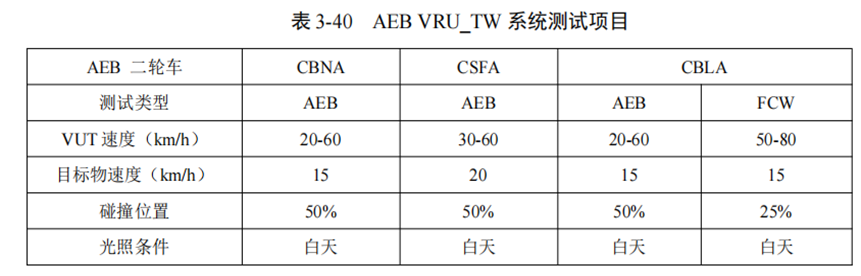 表 3-40 AEB VRU_TW 系统测试项目
AEB 二轮车 CBNA CSFA CBLA
测试类型 AEB AEB AEB FCW
VUT 速度（km/h） 20-60 30-60 20-60 50-80
目标物速度（km/h） 15 20 15 15
碰撞位置 50% 50% 50% 25%
光照条件 白天 白天 白天 白天